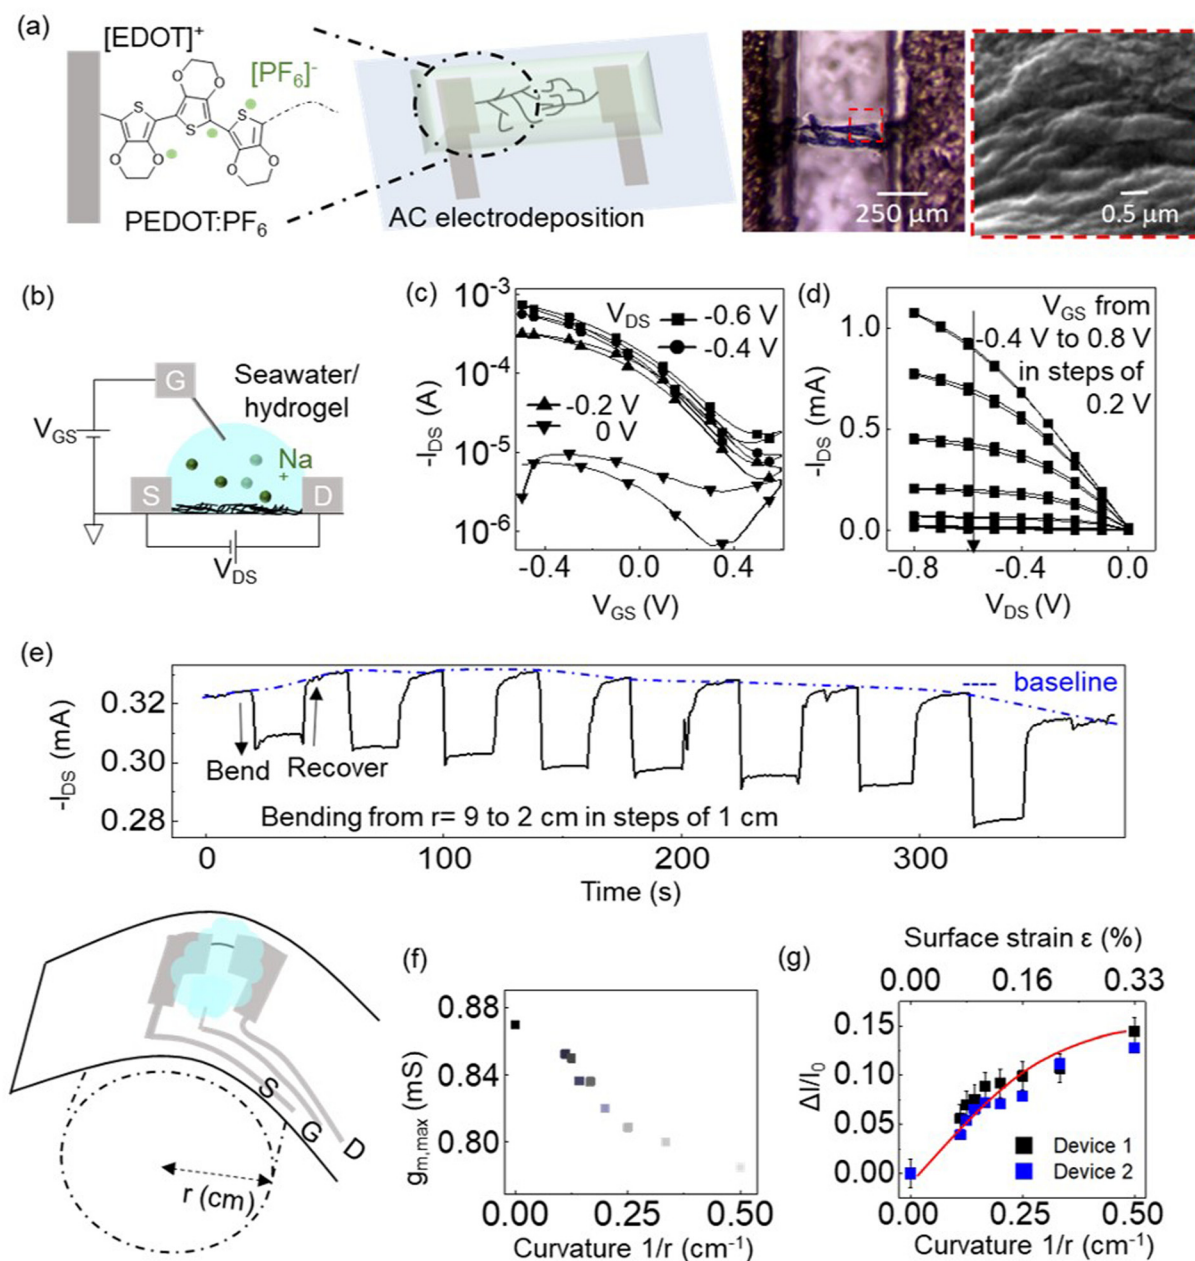 (a)
[EDOT]+
[PF6]-
PEDOT:PF6
AC electrodeposition
250 µm
0.5 µm
(b)
G
Seawater/
hydrogel
VGS
Na
+
S
D
VDS
(c)
10-3
10-4
10-5
10-6
-IDS (A)
VDS
-0.6 V
-0.4 V
-0.2 V
0 V
-0.4
0.0
0.4
VGS (V)
(d)
VGS from
-0.4 V to 0.8 V
in steps of
0.2 V
1.0
0.5
0.0
-IDS (mA)
-0.8
-0.4
0.0
VDS (V)
(e)
baseline
0.32
0.30
0.28
-IDS (mA)
Bend
Recover
Bending from r= 9 to 2 cm in steps of 1 cm
0
100
200
300
Time (s)
S
G
D
r (cm)
(f)
0.88
0.84
0.80
gm,max (mS)
0.00
0.25
0.50
Curvature 1/r (cm-1)
(g)
Surface strain ε (%)
0.00
0.16
0.33
0.15
0.10
0.05
0.00
ΔI/I0
Device 1
Device 2
0.00
0.25
0.50
Curvature 1/r (cm-1)